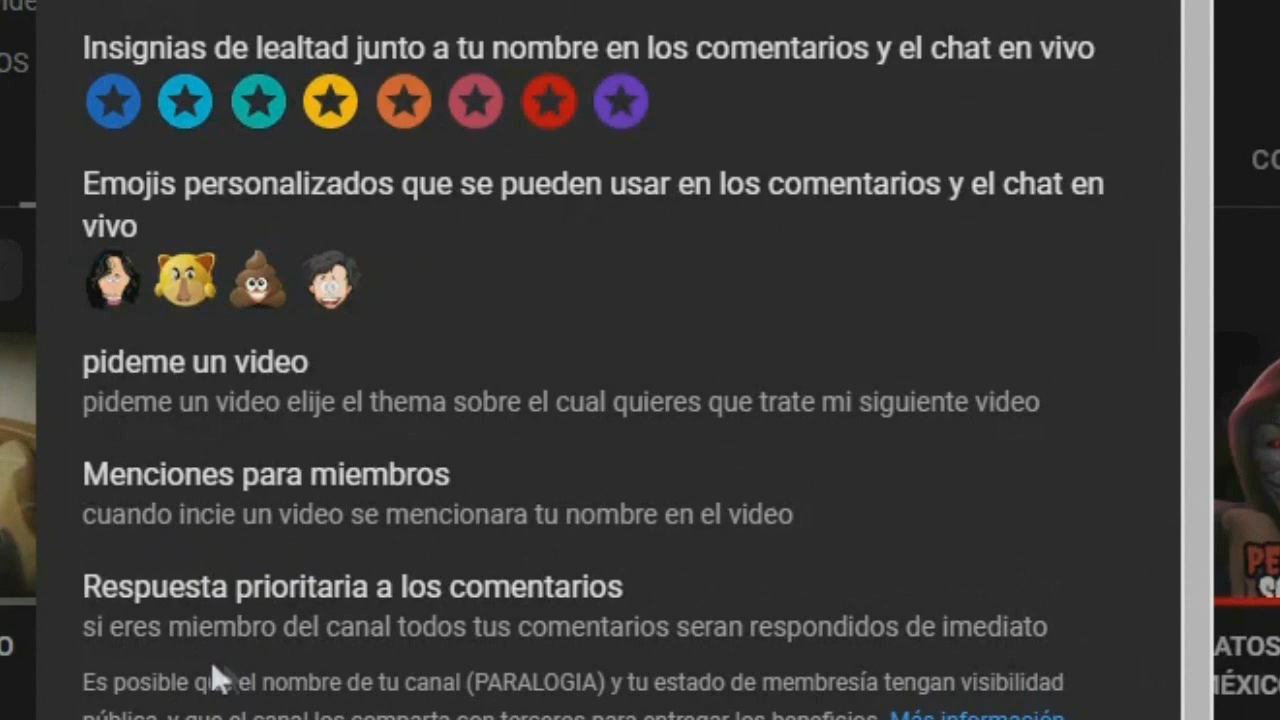 Insignias de lealtad junto a tu nombre en los comentarios y el chat en vivo
Emojis personalizados que se pueden usar en los comentarios y el chat en
vivo
pideme un video
pideme un video elije el thema sobre el cual quieres que trate mi siguiente video
Menciones para miembros
cuando incie un video se mencionara tu nombre en el video
Respuesta prioritaria a los comentarios
si eres miembro del canal todos tus comentarios seran respondidos de imediato
Es posible que el nombre de tu canal (PARALOGIA) y tu estado de membresía tengan visibilidad
pública, y que el canal los comparta con terceros para entregar los beneficios. Más información